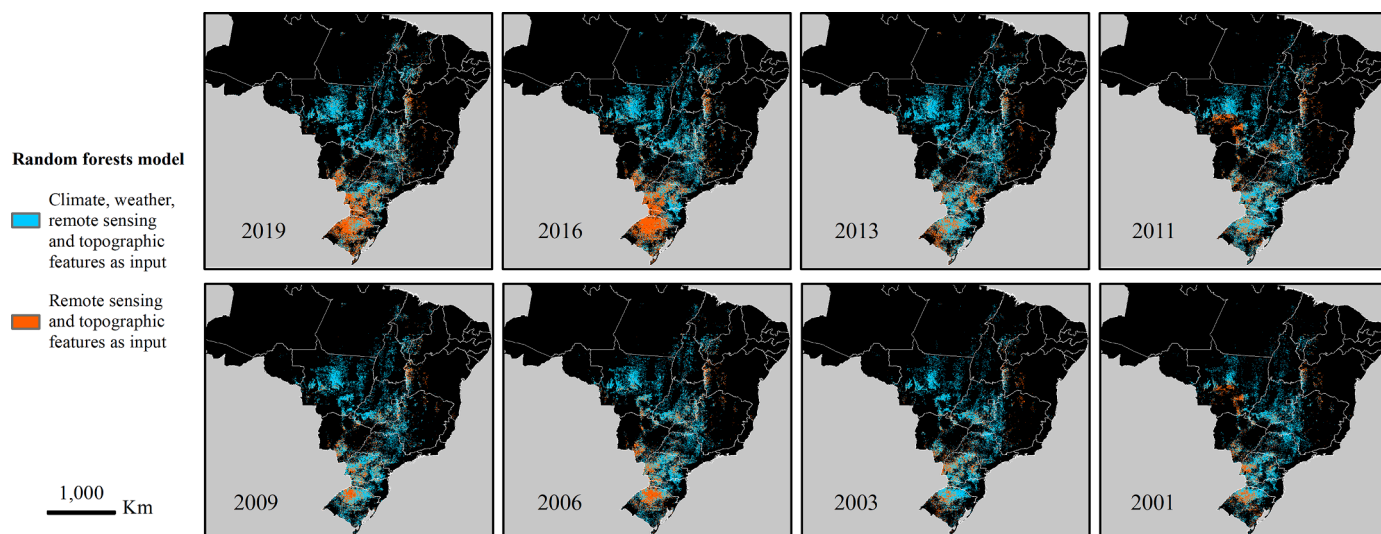 Random forests model
Climate, weather,
remote sensing
and topographic
features as input
Remote sensing
and topographic
features as input
1,000
Km
2019
2016
2013
2011
2009
2006
2003
2001